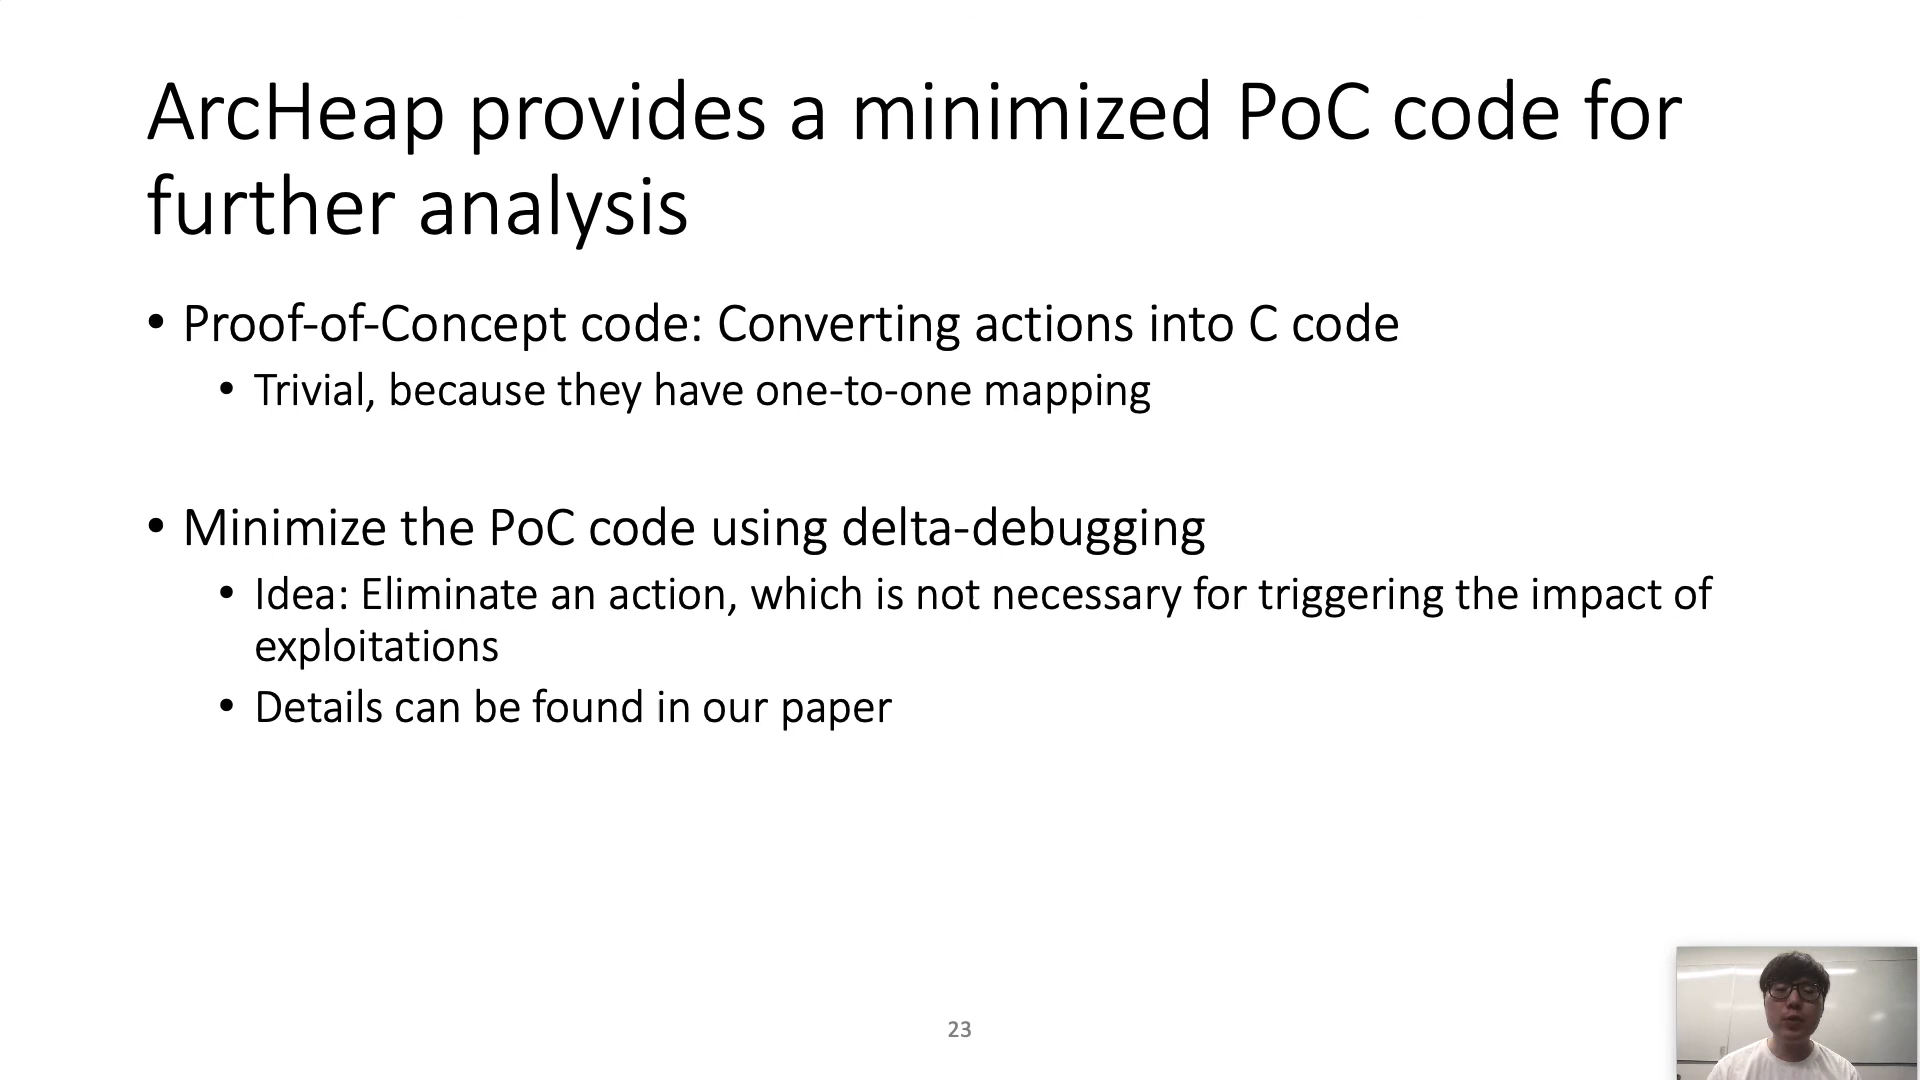 ArcHeap provides a minimized PoC code for
further analysis
• Proof-of-Concept code: Converting actions into C code
• Trivial, because they have one-to-one mapping
• Minimize the PoC code using delta-debugging
• Idea: Eliminate an action, which is not necessary for triggering the impact of
exploitations
• Details can be found in our paper
23